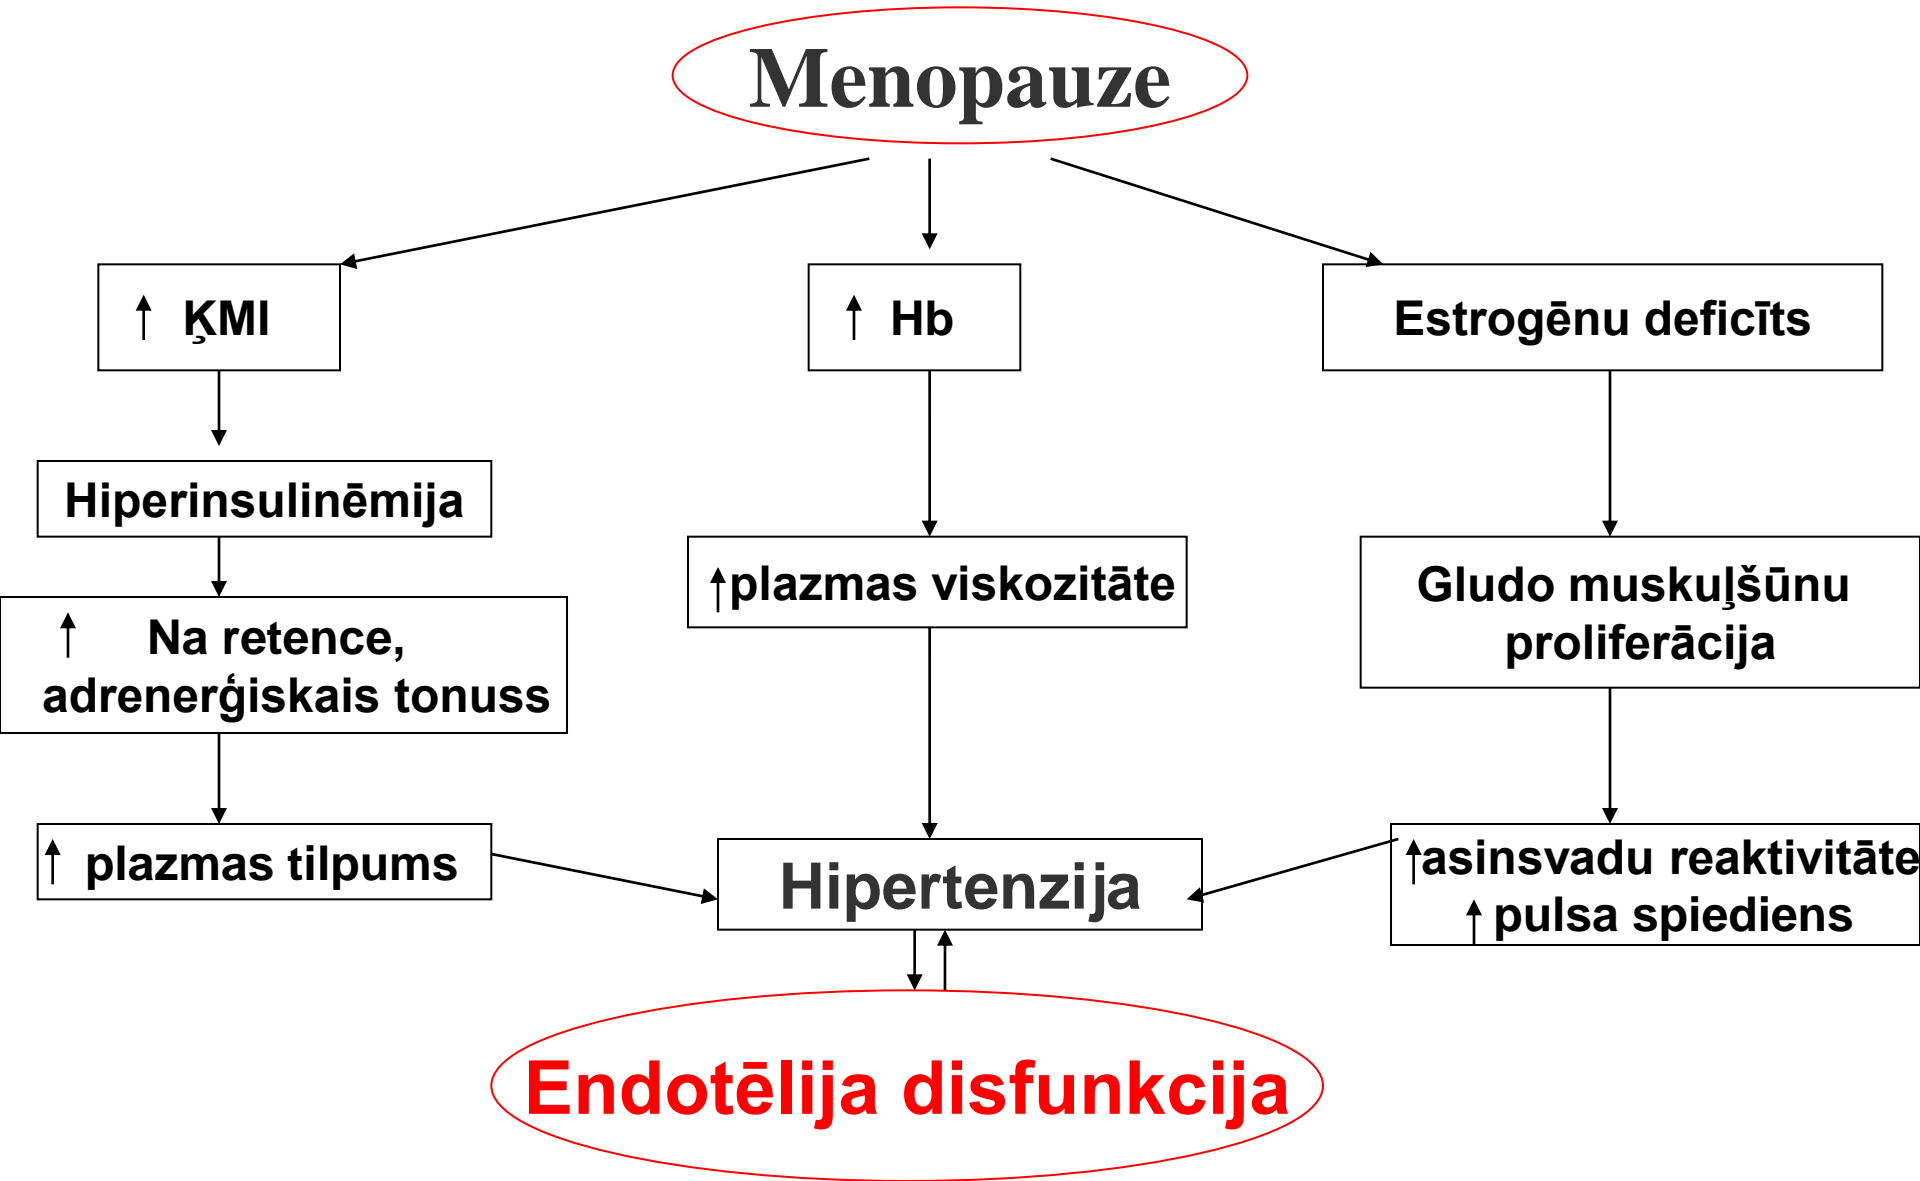 Menopauze
↑ ĶMI
↑ Hb
Estrogēnu deficīts
Hiperinsulinēmija
↑plazmas viskozitāte
Gludo muskuļšūnu
proliferācija
↑ Na retence,
adrenerģiskais tonuss
↑ plazmas tilpums
Hipertenzija
↑asinsvadu reaktivitāte
↑ pulsa spiediens
Endotēlija disfunkcija